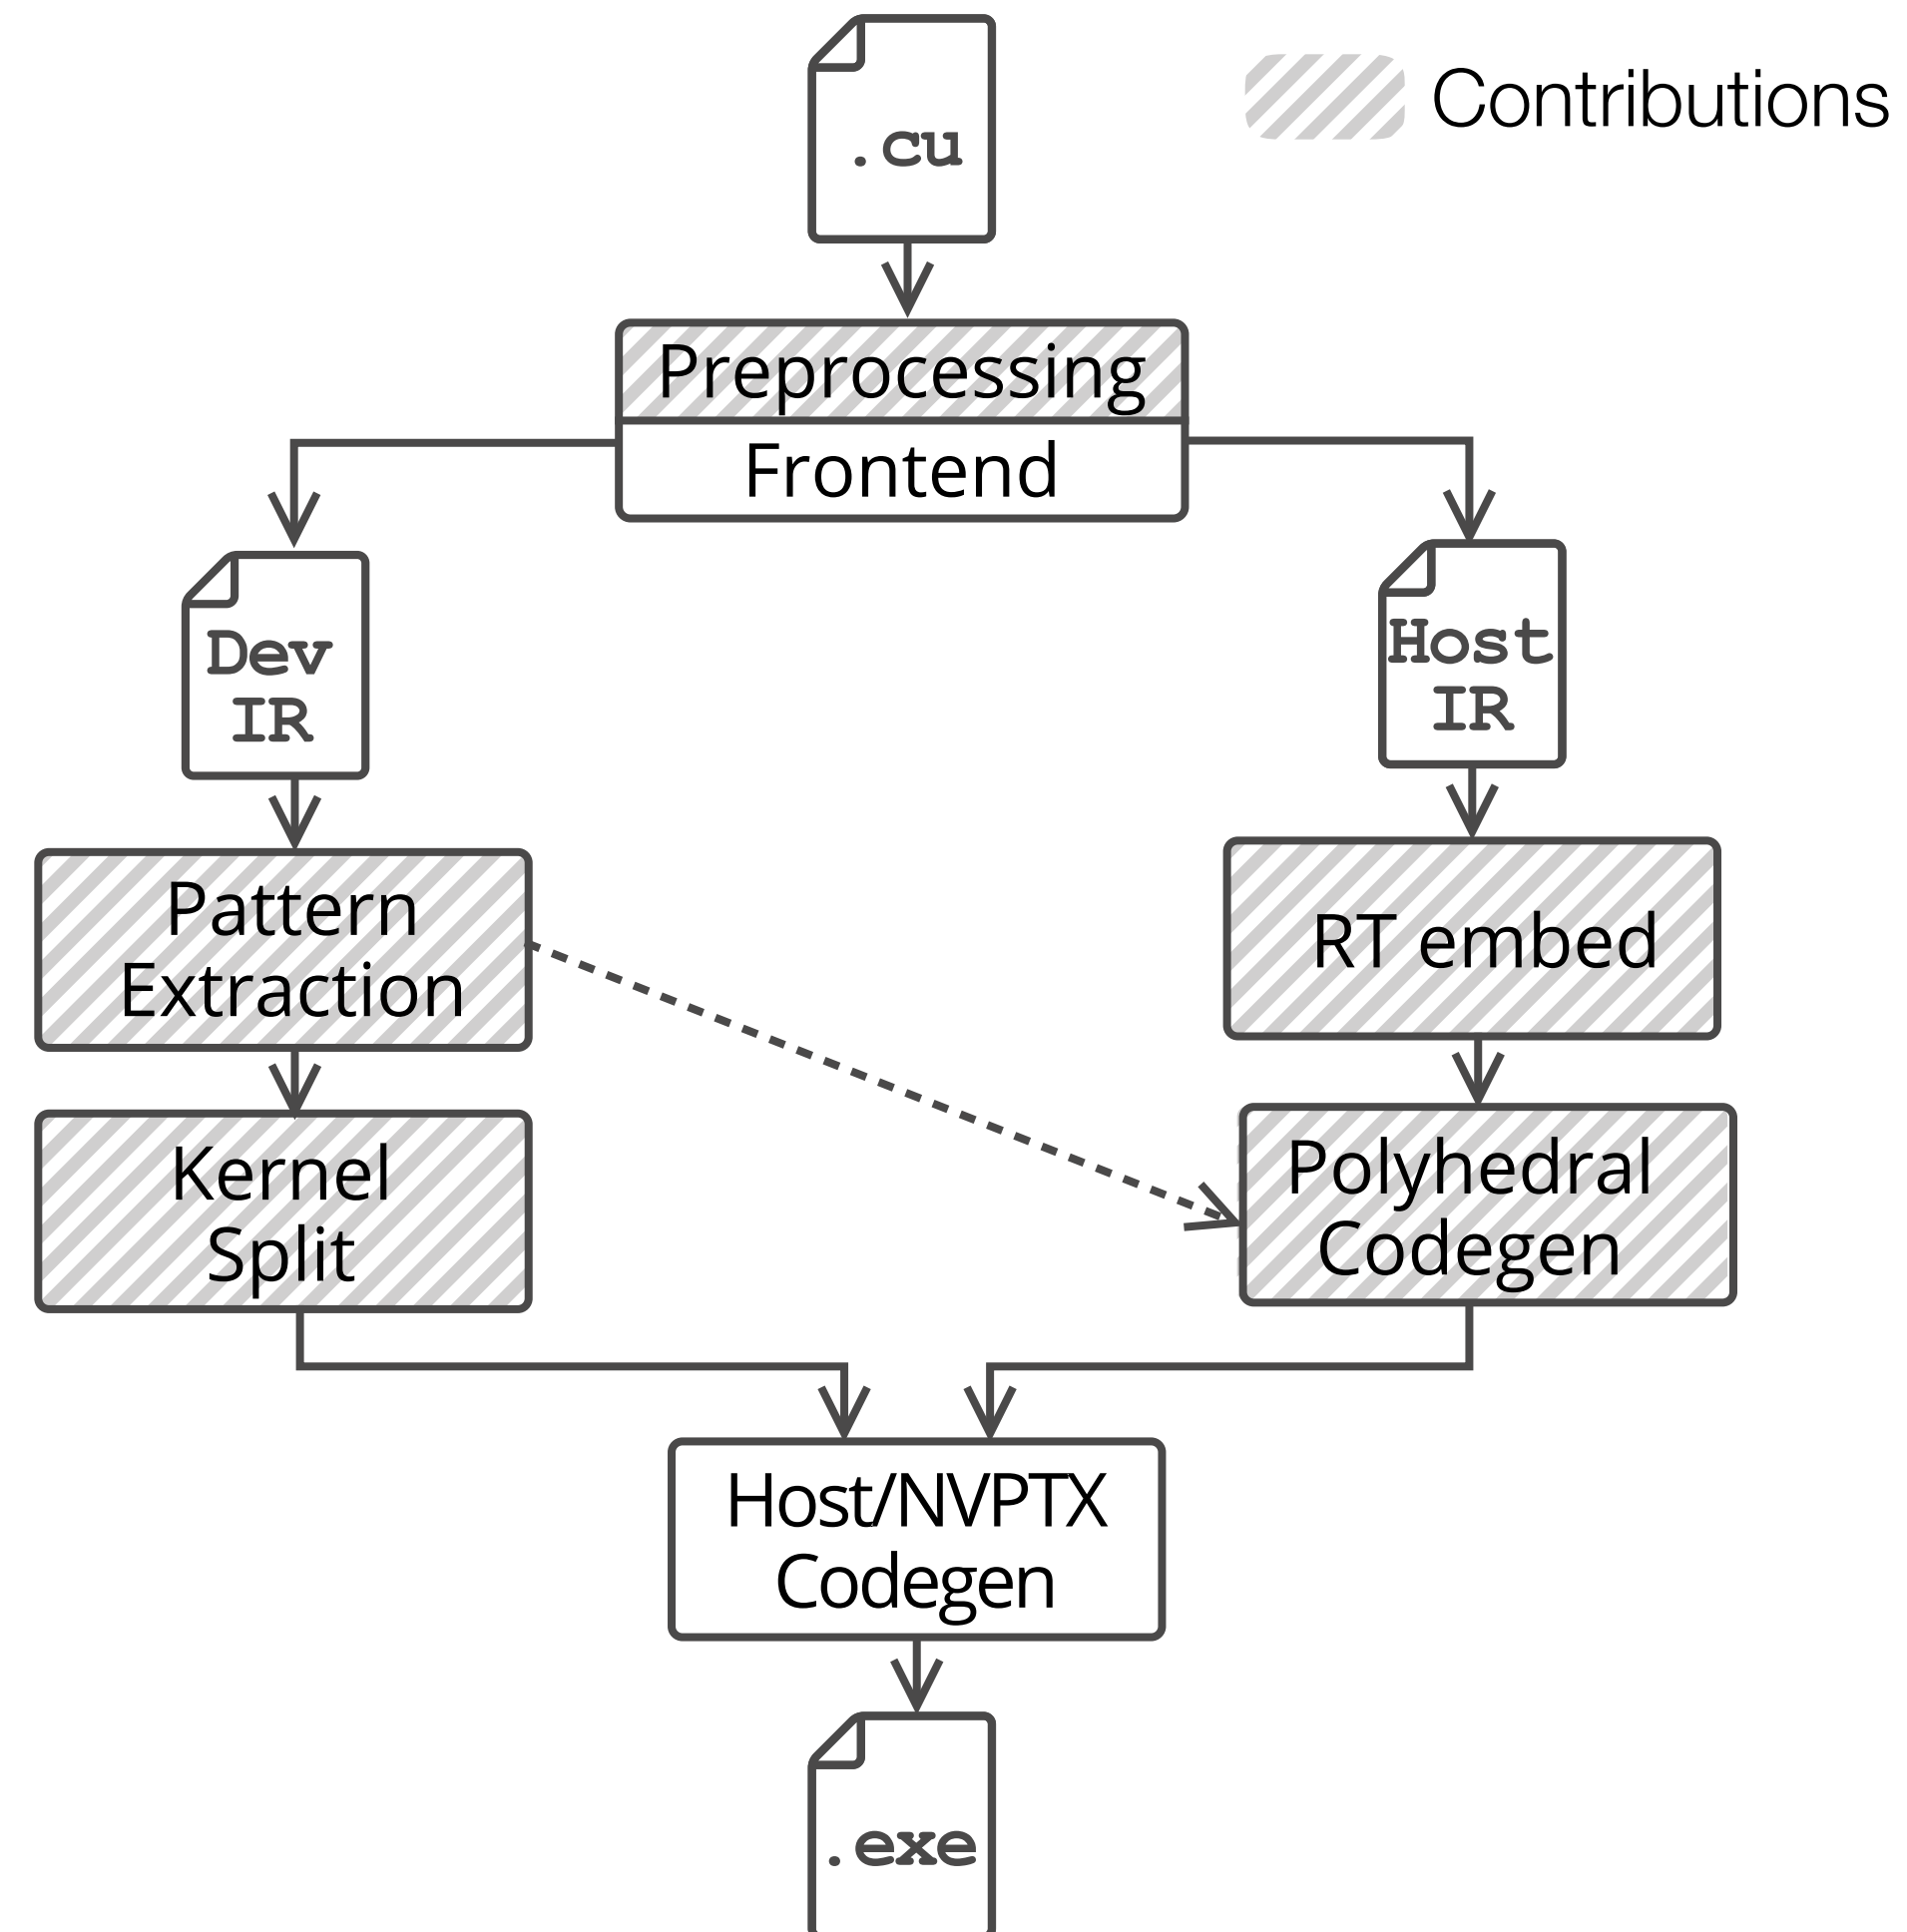 .cu
Contributions
Preprocessing
Frontend
Dev
IR
Host
IR
Pattern
Extraction
RT embed
Kernel
Split
Polyhedral
Codegen
Host/NVPTX
Codegen
.exe